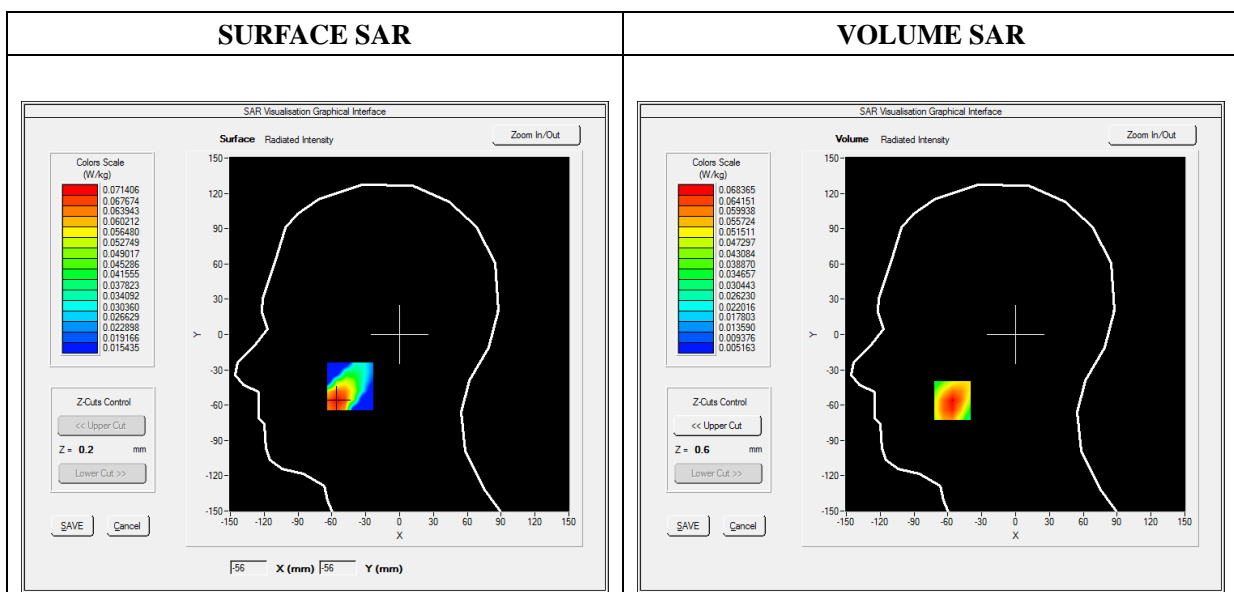 SURFACE SAR
VOLUME SAR
SAR Visualisation Graphical Interface
Surface Radiated Intensity
Zoom In/Out
Colors Scale
(W/kg)
0.071406
0.067674
0.063943
0.060212
0.056480
0.052749
0.049017
0.045286
0.041555
0.037823
0.034092
0.030360
0.026629
0.022898
0.019166
0.015435
Z-Cuts Control
<< Upper Cut
Z = 0.2 mm
Lower Cut >>
SAVE Cancel
150
120
90
60
30
Y 0
-30
-60
-90
-120
-150
-150 -120 -90 -60 -30 0 30 60 90 120 150
X
-56 X (mm) -56 Y (mm)
SAR Visualisation Graphical Interface
Volume Radiated Intensity
Zoom In/Out
Colors Scale
(W/kg)
0.068365
0.064151
0.059938
0.055724
0.051511
0.047297
0.043084
0.038870
0.034657
0.030443
0.026230
0.022016
0.017803
0.013590
0.009376
0.005163
Z-Cuts Control
<< Upper Cut
Z = 0.6 mm
Lower Cut >>
SAVE Cancel
150
120
90
60
30
Y 0
-30
-60
-90
-120
-150
-150 -120 -90 -60 -30 0 30 60 90 120 150
X